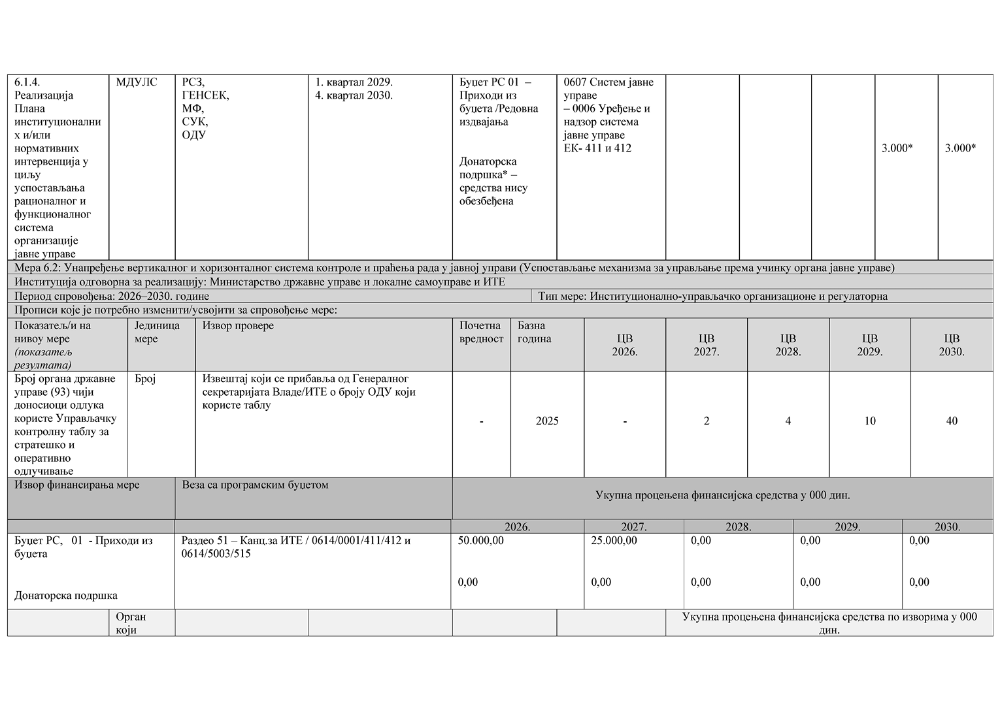 6.1.4.
Реализација
Плана
институционални
х и/или
нормативних
интервенција у
циљу
успостављања
рационалног и
функционалног
система
организације
јавне управе
МДУЛС
РСЗ,
ГЕНСЕК,
МФ,
СУК,
ОДУ
1. квартал 2029.
4. квартал 2030.
Буџет РС 01 –
Приходи из
буџета /Редовна
издвајања
Донаторска
подршка* –
средства нису
обезбеђена
0607 Систем јавне
управе
– 0006 Уређење и
надзор система
јавне управе
ЕК- 411 и 412
3.000*
3.000*
Мера 6.2: Унапређење вертикалног и хоризонталног система контроле и праћења рада у јавној управи (Успостављање механизма за управљање према учинку органа јавне управе)
Институција одговорна за реализацију: Министарство државне управе и локалне самоуправе и ИТЕ
Период спровођења: 2026–2030. године
Тип мере: Институционално-управљачко организационе и регулаторна
Прописи које је потребно изменити/усвојити за спровођење мере:
Показатељ/и на
нивоу мере
(показатељ
резултата)
Јединица
мере
Извор провере
Почетна
вредност
Базна
година
ЦВ
2026.
ЦВ
2027.
ЦВ
2028.
ЦВ
2029.
ЦВ
2030.
Број органа државне
управе (93) чији
доносиоци одлука
користе Управљачку
контролну таблу за
стратешко и
оперативно
одлучивање
Број
Извештај који се прибавља од Генералног
секретаријата Владе/ИТЕ о броју ОДУ који
користе таблу
-
2025
-
2
4
10
40
Извор финансирања мере
Веза са програмским буџетом
Укупна процењена финансијска средства у 000 дин.
2026.
2027.
2028.
2029.
2030.
Буџет РС, 01 - Приходи из
буџета
Донаторска подршка
Раздео 51 – Канц.за ИТЕ / 0614/0001/411/412 и
0614/5003/515
50.000,00
25.000,00
0,00
0,00
0,00
0,00
0,00
0,00
0,00
0,00
Орган
који
Укупна процењена финансијска средства по изворима у 000
дин.